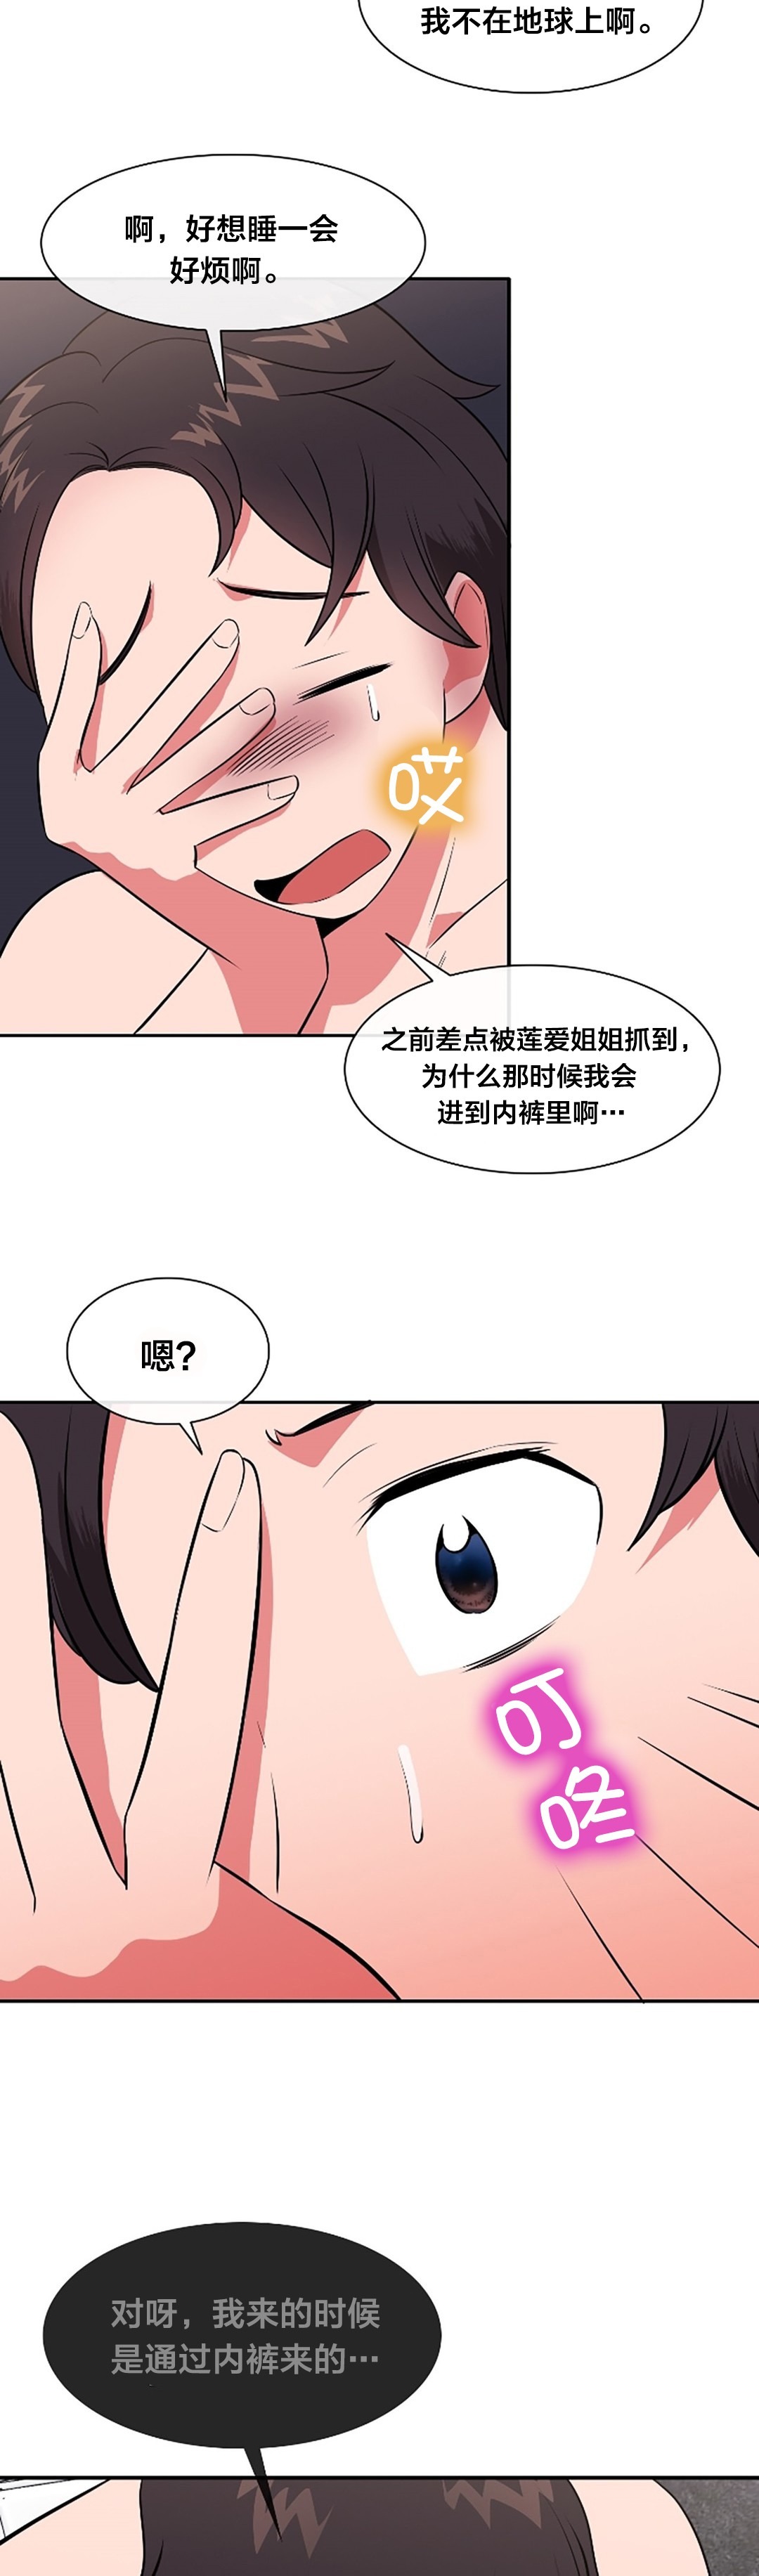 我不在地球上啊。
啊，好想睡一会
好烦啊。
哎
之前差点被莲爱姐姐抓到，
为什么那时候我会
进到内裤里啊…
嗯?
叮
咚
对呀，我来的时候
是通过内裤来的…